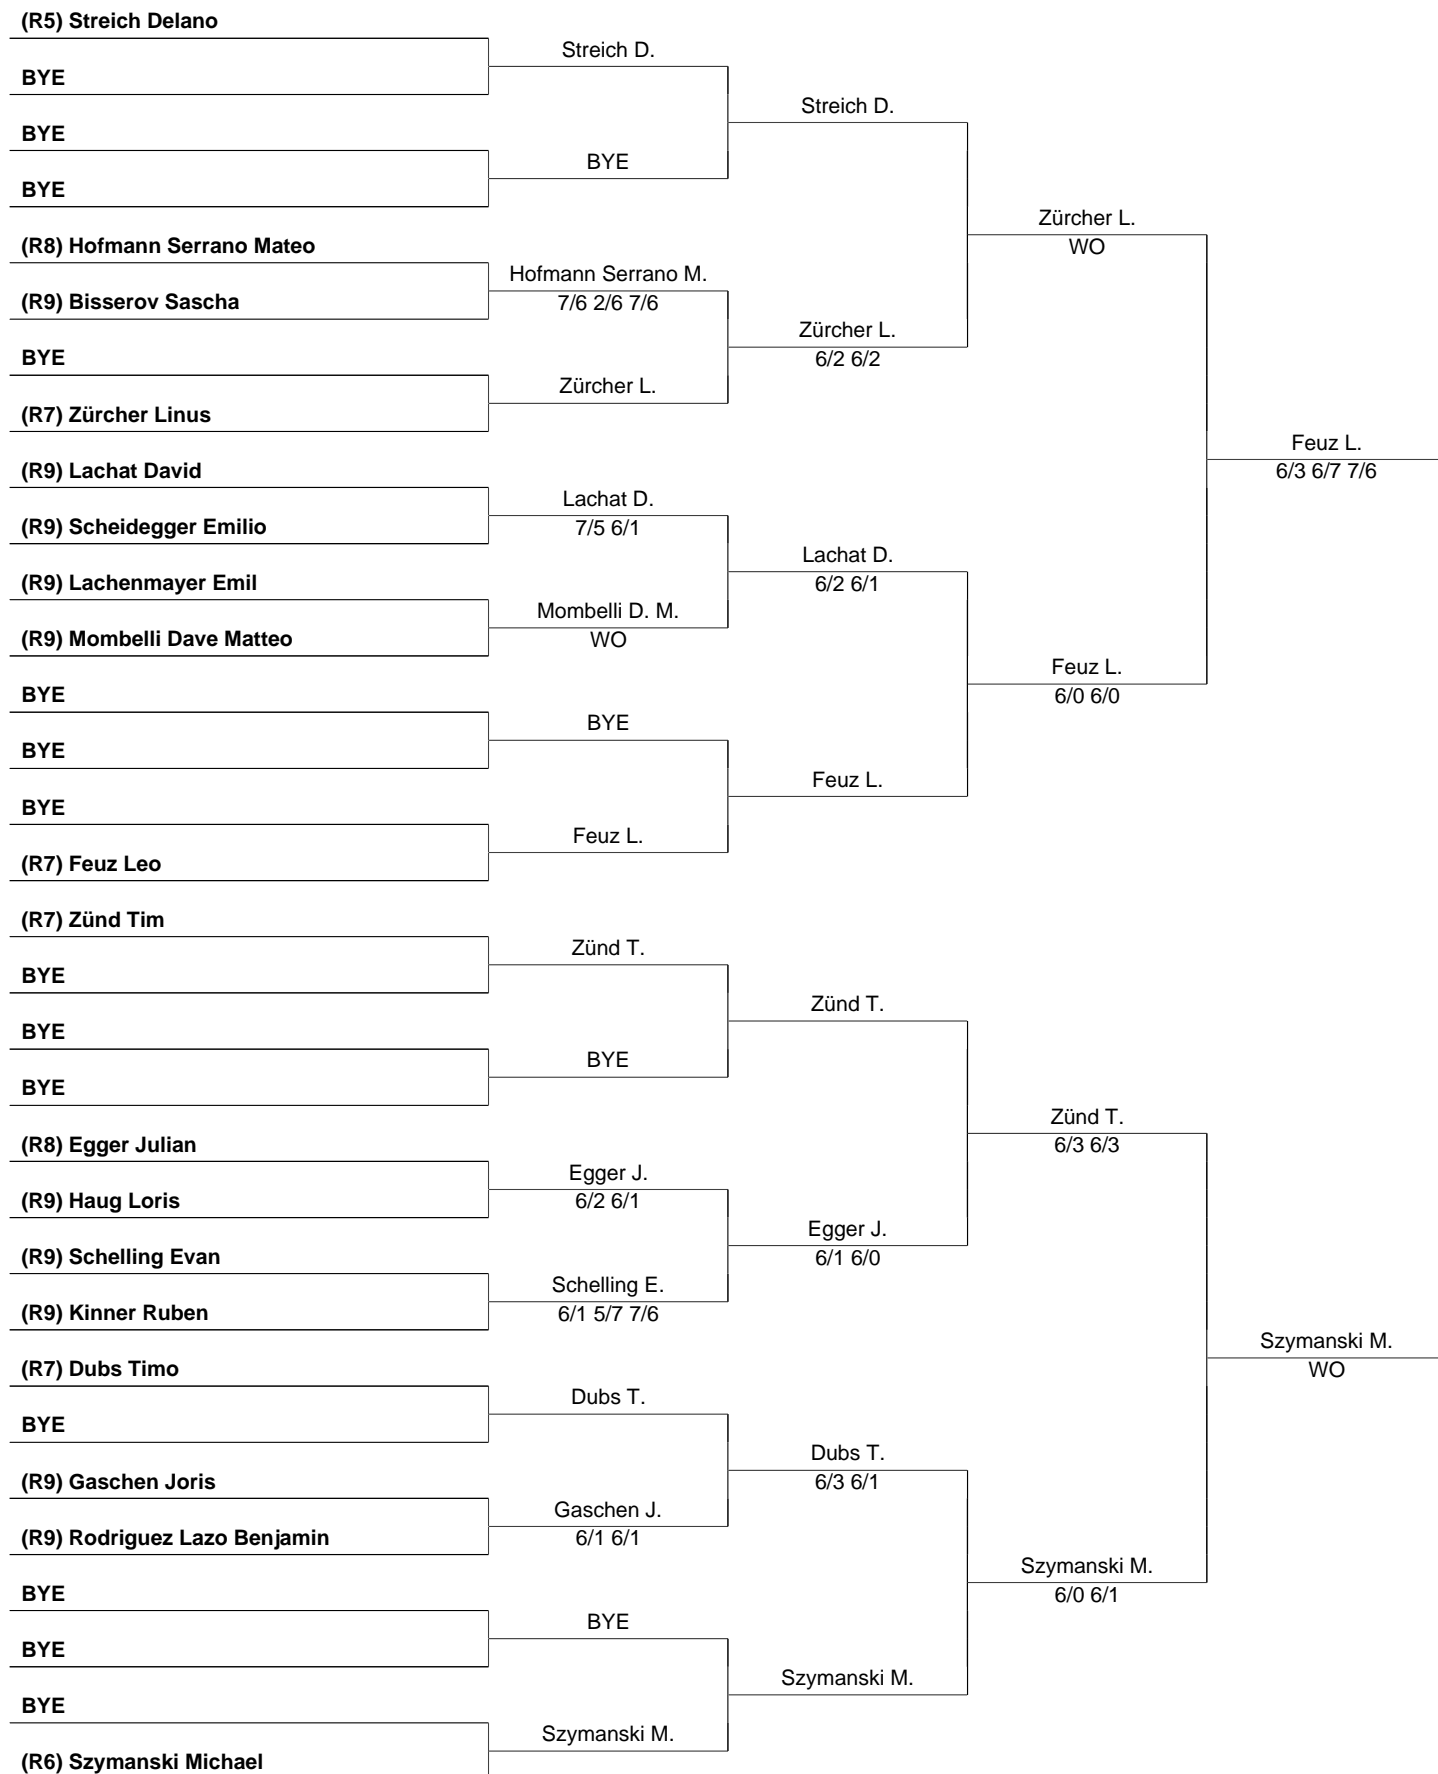 (R5) Streich Delano
Streich D.
BYE
Streich D.
BYE
BYE
BYE
Zürcher L.
WO
(R8) Hofmann Serrano Mateo
Hofmann Serrano M.
7/6 2/6 7/6
(R9) Bisserov Sascha
Zürcher L.
6/2 6/2
BYE
Zürcher L.
(R7) Zürcher Linus
Feuz L.
6/3 6/7 7/6
(R9) Lachat David
Lachat D.
7/5 6/1
(R9) Scheidegger Emilio
Lachat D.
6/2 6/1
(R9) Lachenmayer Emil
Mombelli D. M.
WO
(R9) Mombelli Dave Matteo
Feuz L.
6/0 6/0
BYE
BYE
BYE
Feuz L.
BYE
Feuz L.
(R7) Feuz Leo
(R7) Zünd Tim
Zünd T.
BYE
Zünd T.
BYE
BYE
BYE
Zünd T.
6/3 6/3
(R8) Egger Julian
Egger J.
6/2 6/1
(R9) Haug Loris
Egger J.
6/1 6/0
(R9) Schelling Evan
Schelling E.
6/1 5/7 7/6
(R9) Kinner Ruben
Szymanski M.
WO
(R7) Dubs Timo
Dubs T.
BYE
Dubs T.
6/3 6/1
(R9) Gaschen Joris
Gaschen J.
6/1 6/1
(R9) Rodriguez Lazo Benjamin
Szymanski M.
6/0 6/1
BYE
BYE
BYE
Szymanski M.
BYE
Szymanski M.
(R6) Szymanski Michael